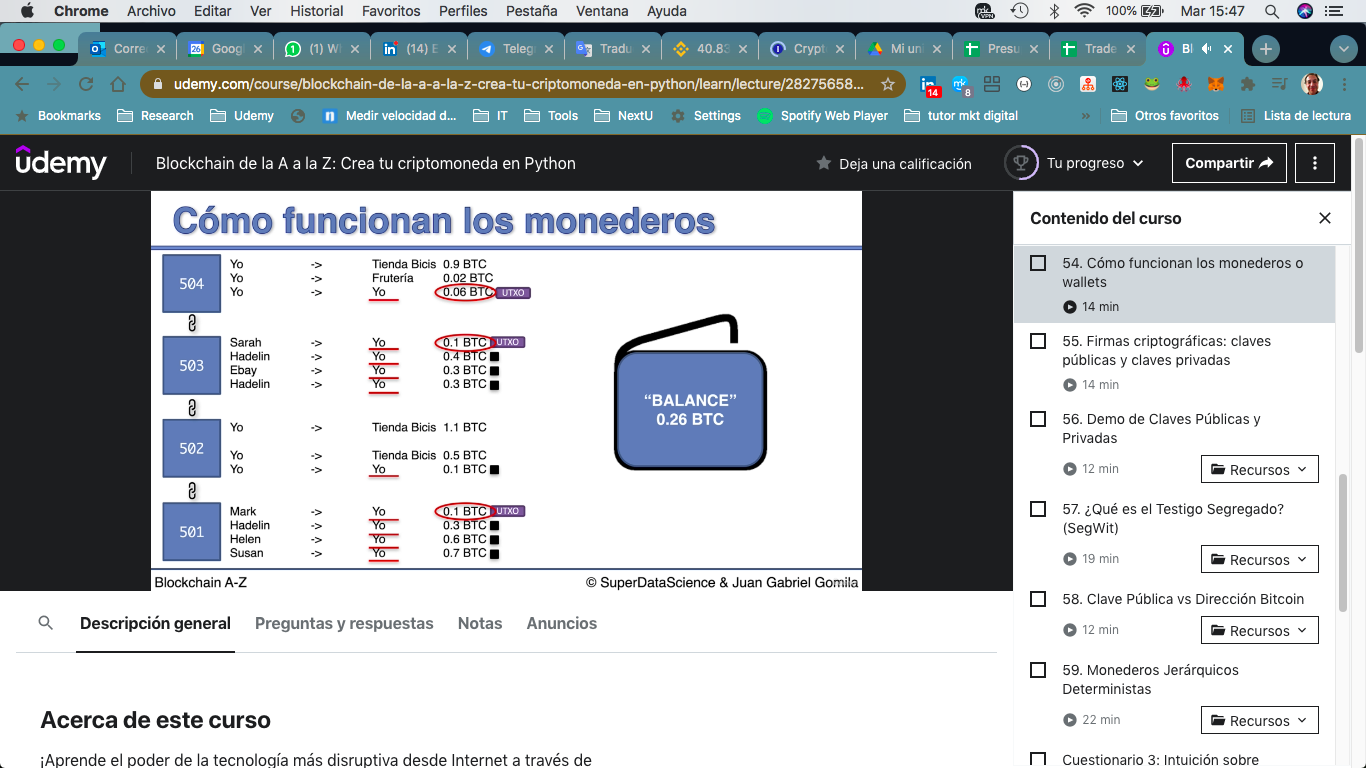 Chrome Archivo Editar Ver Historial Favoritos Perfiles Pestaña Ventana Ayuda 100% Mar 15:47
Corre Googl (1) W (14) E Telegr Tradu 40.83 Crypt Mi uni Presu Trade Bl
udemy.com/course/blockchain-de-la-a-a-la-z-crea-tu-criptomoneda-en-python/learn/lecture/28275658... 14 8
Bookmarks Research Udemy Medir velocidad d... IT Tools NextU Settings Spotify Web Player tutor mkt digital » Otros favoritos Lista de lectura
ûdemy Blockchain de la A a la Z: Crea tu criptomoneda en Python Deja una calificación Tu progreso Compartir
Cómo funcionan los monederos
504
Yo -> Tienda Bicis 0.9 BTC
Yo -> Frutería 0.02 BTC
Yo -> Yo 0.06 BTC UTXO
503
Sarah -> Yo 0.1 BTC UTXO
Hadelin -> Yo 0.4 BTC
Ebay -> Yo 0.3 BTC
Hadelin -> Yo 0.3 BTC
502
Yo -> Tienda Bicis 1.1 BTC
Yo -> Tienda Bicis 0.5 BTC
Yo -> Yo 0.1 BTC
501
Mark -> Yo 0.1 BTC UTXO
Hadelin -> Yo 0.3 BTC
Helen -> Yo 0.6 BTC
Susan -> Yo 0.7 BTC
“BALANCE”
0.26 BTC
Blockchain A-Z © SuperDataScience & Juan Gabriel Gomila
Contenido del curso
54. Cómo funcionan los monederos o
wallets
14 min
55. Firmas criptográficas: claves
públicas y claves privadas
14 min
56. Demo de Claves Públicas y
Privadas
12 min Recursos
57. ¿Qué es el Testigo Segregado?
(SegWit)
19 min Recursos
58. Clave Pública vs Dirección Bitcoin
12 min Recursos
59. Monederos Jerárquicos
Deterministas
22 min Recursos
Cuestionario 3: Intuición sobre
Descripción general Preguntas y respuestas Notas Anuncios
Acerca de este curso
¡Aprende el poder de la tecnología más disruptiva desde Internet a través de